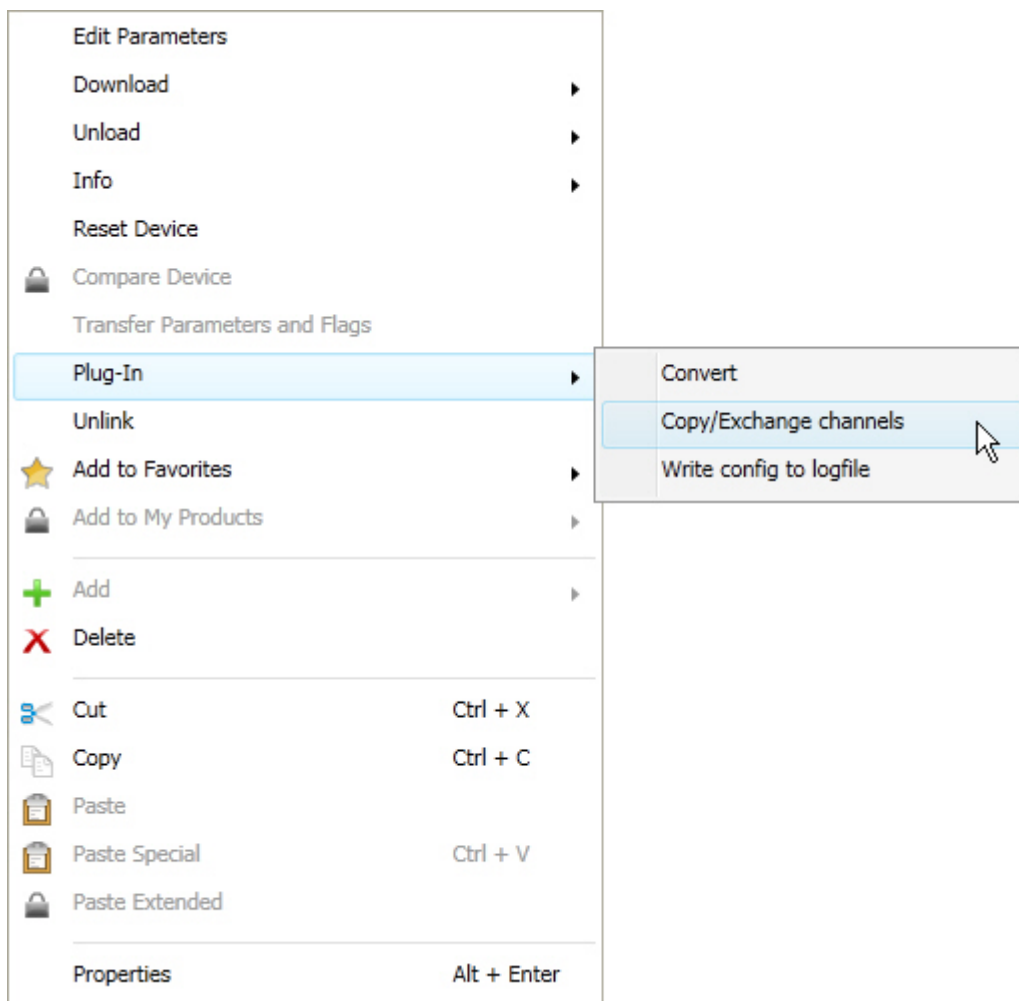 Edit Parameters
Download
Unload
Info
Reset Device
Compare Device
Transfer Parameters and Flags
Plug-In
Convert
Unlink
Copy/Exchange channels
Add to Favorites
Write config to logfile
Add to My Products
Add
Delete
Cut Ctrl + X
Copy Ctrl + C
Paste
Paste Special Ctrl + V
Paste Extended
Properties Alt + Enter